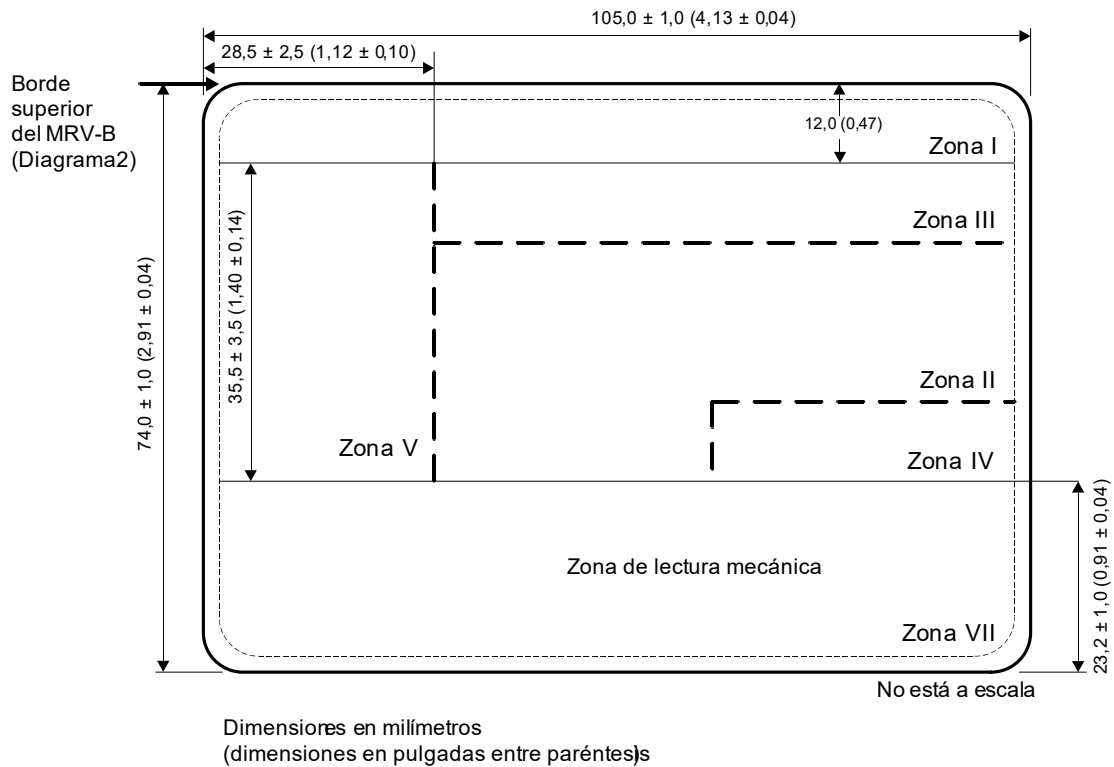 105,0 ± 1,0 (4,13 ± 0,04)
28,5 ± 2,5 (1,12 ± 0,10)
Borde
superior
del MRV-B
(Diagrama2)
12,0 (0,47)
Zona I
Zona III
35,5 ± 3,5 (1,40 ± 0,14)
74,0 ± 1,0 (2,91 ± 0,04)
Zona II
Zona V
Zona IV
23,2 ± 1,0 (0,91 ± 0,04)
Zona de lectura mecánica
Zona VII
No está a escala
Dimensiones en milímetros
(dimensiones en pulgadas entre paréntesis)